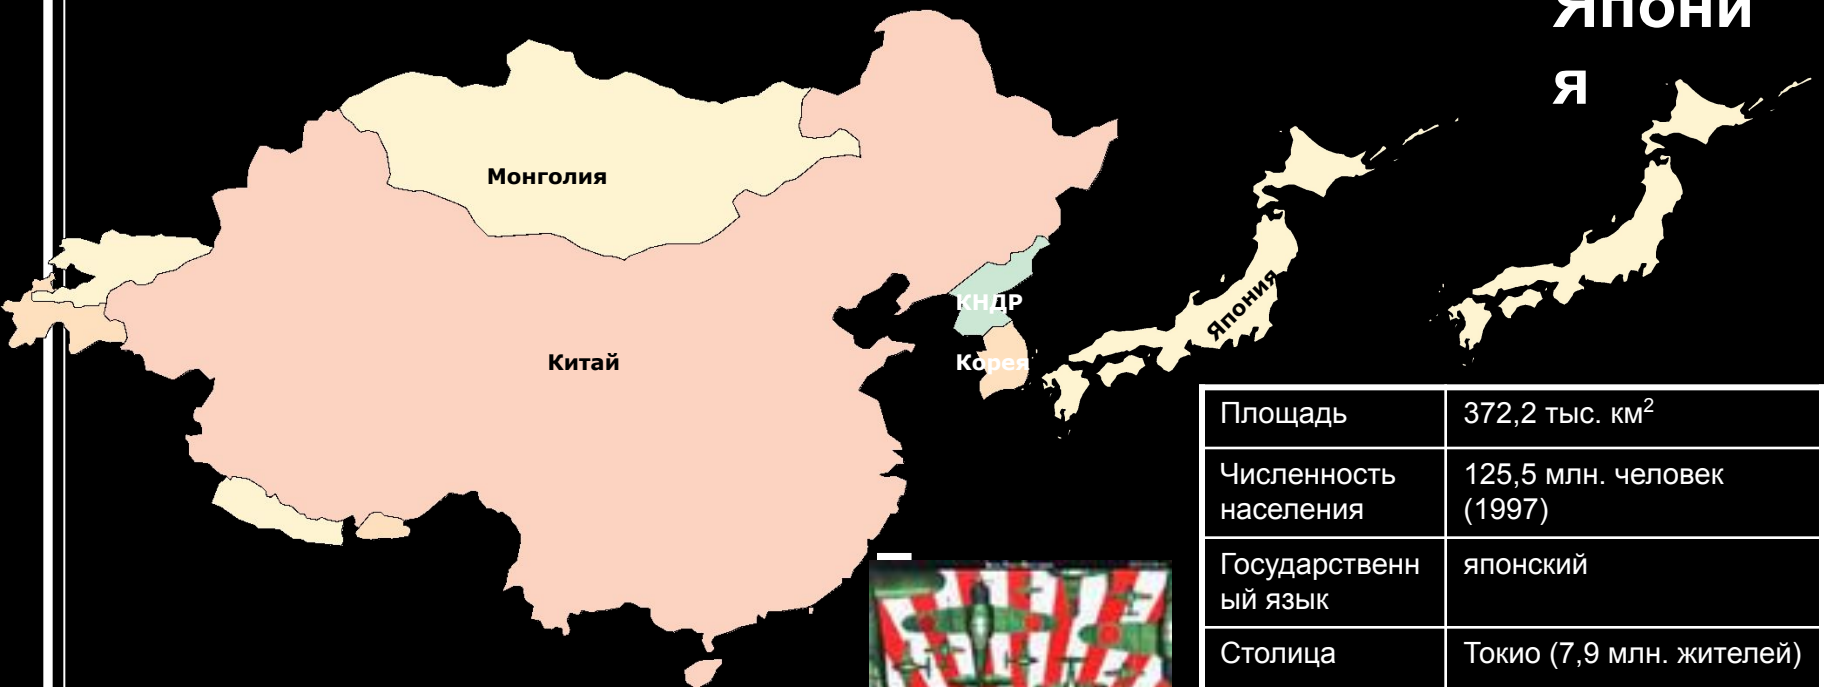 Япони
я
Монголия
КНДР
Япония
Китай
Корея
Площадь
372,2 тыс. км²
Численность
населения
125,5 млн. человек
(1997)
Государственн
ый язык
японский
Столица
Токио (7,9 млн. жителей)